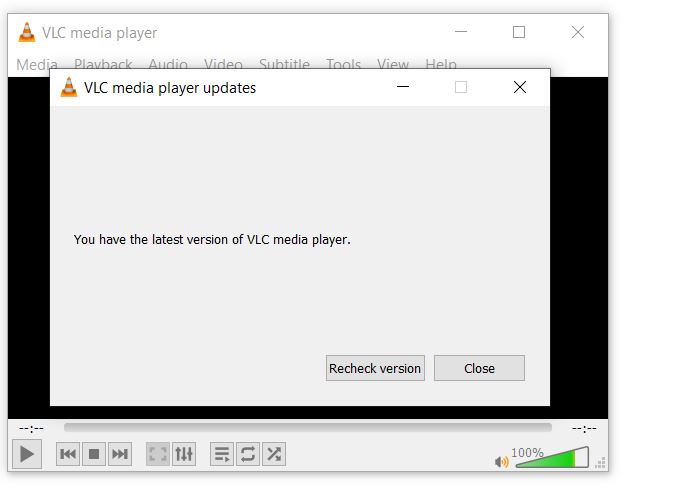 VLC media player
Media Playback Audio Video Subtitle Tools View Help
VLC media player updates
You have the latest version of VLC media player.
Recheck version Close
--:-- --:--
100%